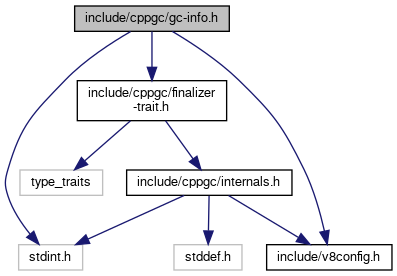 include/cppgc/gc-info.h
include/cppgc/finalizer
-trait.h
type_traits
include/cppgc/internals.h
stdint.h
stddef.h
include/v8config.h